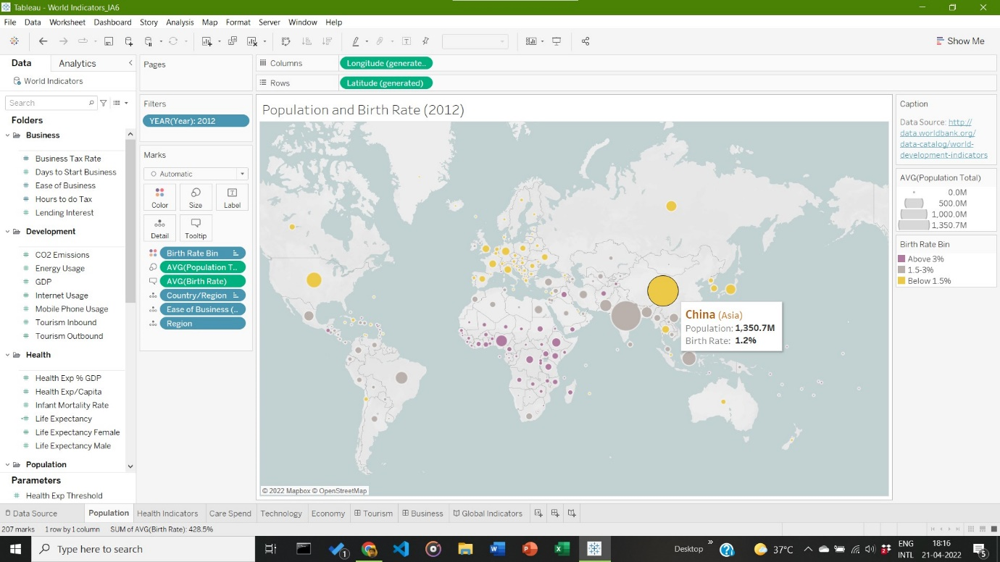 Tableau - World Indicators_IA6
File Data Worksheet Dashboard Story Analysis Map Format Server Window Help
Show Me
Data Analytics
World Indicators
Search
Folders
Business
Business Tax Rate
Days to Start Business
Ease of Business
Hours to do Tax
Lending Interest
Development
CO2 Emissions
Energy Usage
GDP
Internet Usage
Mobile Phone Usage
Tourism Inbound
Tourism Outbound
Health
Health Exp % GDP
Health Exp/Capita
Infant Mortality Rate
Life Expectancy
Life Expectancy Female
Life Expectancy Male
Population
Parameters
Health Exp Threshold
Pages
Filters
YEAR(Year): 2012
Marks
Automatic
Color Size Label
Detail Tooltip
Birth Rate Bin
AVG(Population T..
AVG(Birth Rate)
Country/Region
Ease of Business (..
Region
Columns Longitude (generate..
Rows Latitude (generated)
Population and Birth Rate (2012)
China (Asia)
Population: 1,350.7M
Birth Rate: 1.2%
© 2022 Mapbox © OpenStreetMap
Caption
Data Source: http://
data.worldbank.org/
data-catalog/world-
development-indicators
AVG(Population Total)
0.0M
500.0M
1,000.0M
1,350.7M
Birth Rate Bin
Above 3%
1.5-3%
Below 1.5%
Data Source Population Health Indicators Care Spend Technology Economy Tourism Business Global Indicators
207 marks 1 row by 1 column SUM of AVG(Birth Rate): 428.5%
Type here to search
1
Desktop
37°C
ENG
INTL
18:16
21-04-2022
5